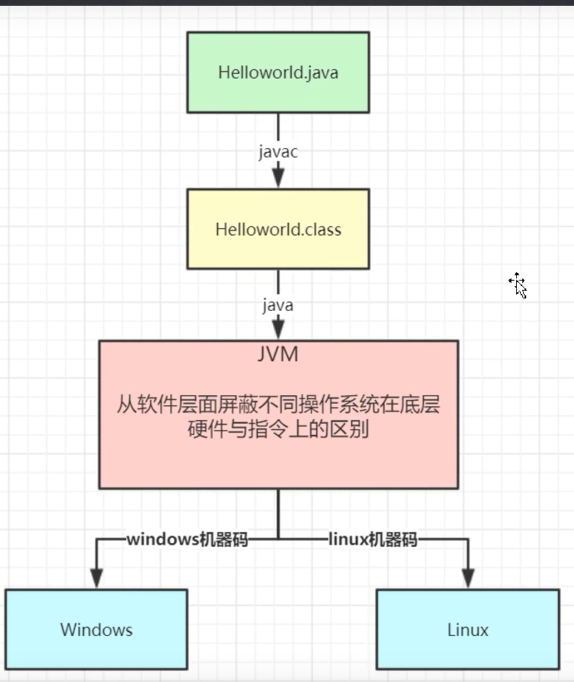 Helloworld.java
javac
Helloworld.class
java
JVM
从软件层面屏蔽不同操作系统在底层
硬件与指令上的区别
windows机器码
linux机器码
Windows
Linux